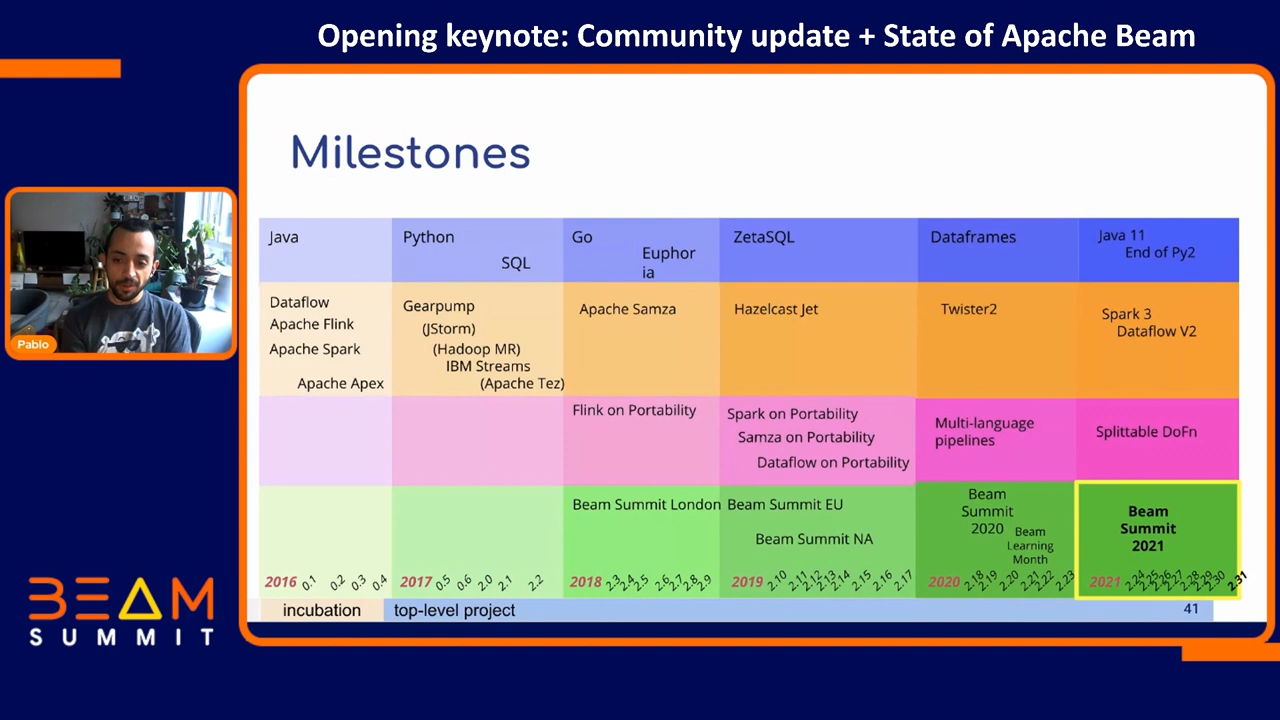 Opening keynote: Community update + State of Apache Beam
Milestones
Java
Python
SQL
Go
Euphor
ia
ZetaSQL
Dataframes
Java 11
End of Py2
Dataflow
Apache Flink
Apache Spark
Apache Apex
Gearpump
(JStorm)
(Hadoop MR)
IBM Streams
(Apache Tez)
Apache Samza
Hazelcast Jet
Twister2
Spark 3
Dataflow V2
Flink on Portability
Spark on Portability
Samza on Portability
Dataflow on Portability
Multi-language
pipelines
Splittable DoFn
Beam Summit London
Beam Summit EU
Beam Summit NA
Beam
Summit
2020
Beam
Learning
Month
Beam
Summit
2021
2016 0.1 0.2 0.3 0.4
2017 0.5 0.6 2.0 2.1 2.2
2018 2.3 2.4 2.5 2.6 2.7 2.8 2.9
2019 2.10 2.11 2.12 2.13 2.14 2.15 2.16 2.17
2020 2.18 2.19 2.20 2.21 2.22 2.23
2021 2.24 2.25 2.26 2.27 2.28 2.29 2.30 2.31
incubation
top-level project
41
Pablo
BEAM
SUMMIT